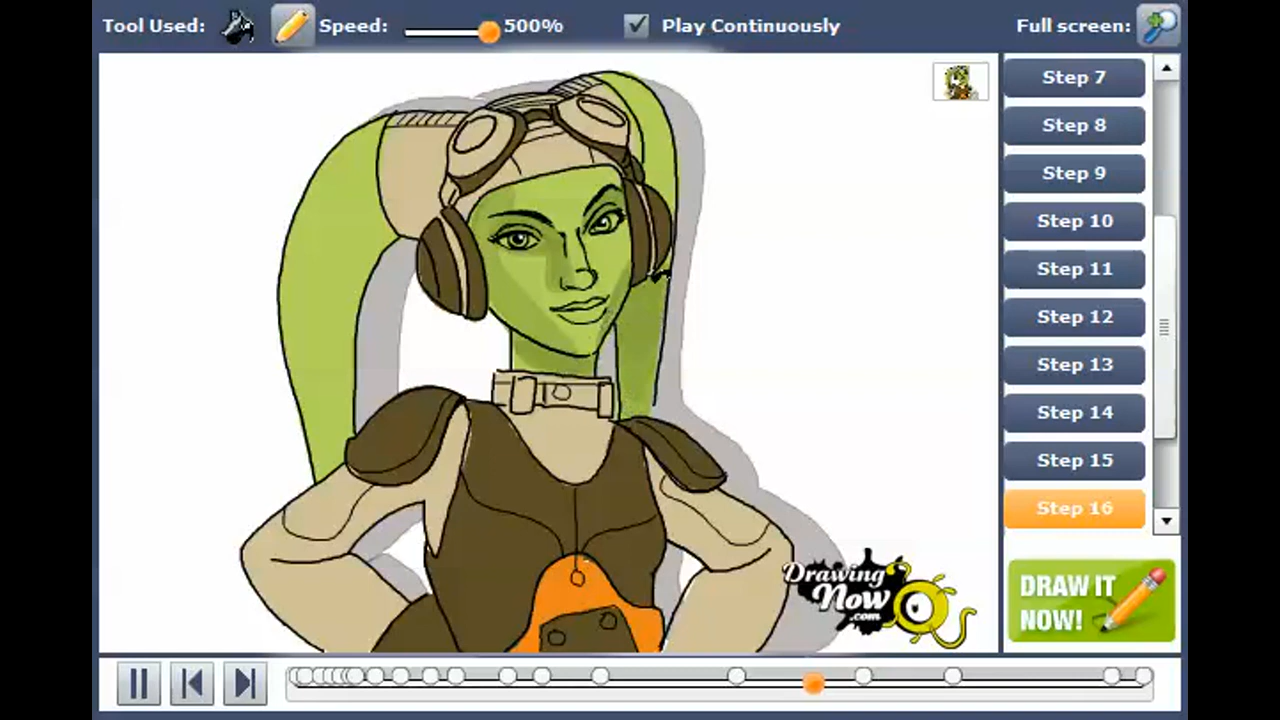 Tool Used:
Speed:
500%
Play Continuously
Full screen:
Step 7
Step 8
Step 9
Step 10
Step 11
Step 12
Step 13
Step 14
Step 15
Step 16
Drawing
Now
.com
DRAW IT
NOW!